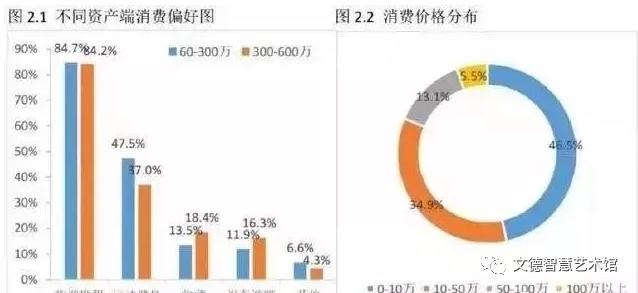 图 2.1 不同资产端消费偏好图
图 2.2 消费价格分布
60-300万
300-600万
90%
80%
70%
60%
50%
40%
30%
20%
10%
0%
84.7%
84.2%
47.5%
37.0%
13.5%
18.4%
11.9%
16.3%
6.6%
4.3%
5.5%
13.1%
46.5%
34.9%
文德智慧艺术馆
0-10万
10-50万
50-100万
100万以上